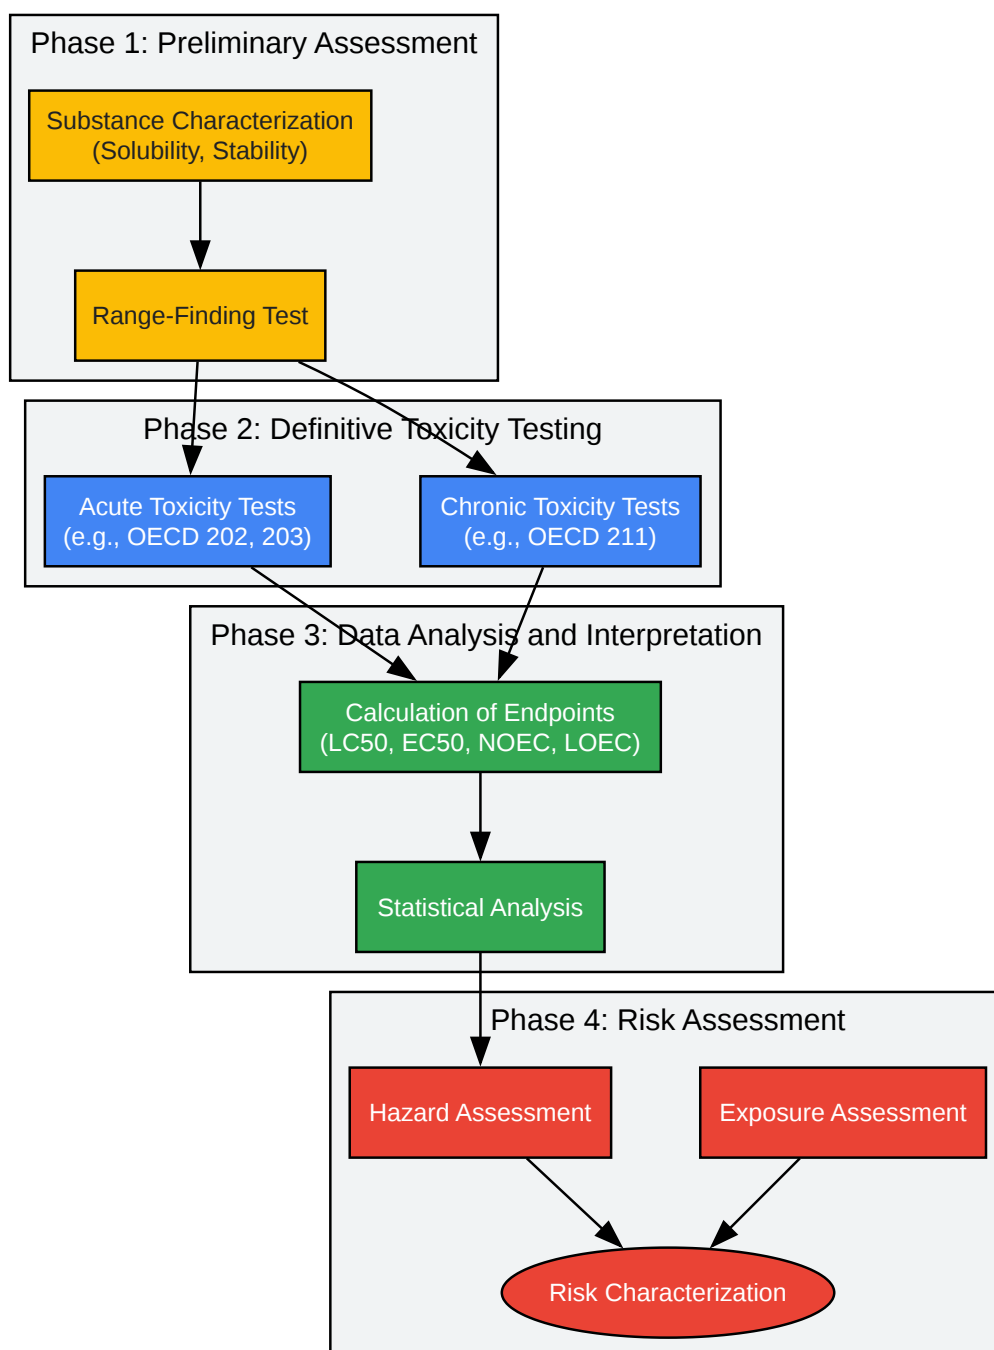 Phase 1: Preliminary Assessment
Substance Characterization
(Solubility, Stability)
Range-Finding Test
Phase 2: Definitive Toxicity Testing
Acute Toxicity Tests
(e.g., OECD 202, 203)
Chronic Toxicity Tests
(e.g., OECD 211)
Phase 3: Data Analysis and Interpretation
Calculation of Endpoints
(LC50, EC50, NOEC, LOEC)
Statistical Analysis
Phase 4: Risk Assessment
Hazard Assessment
Exposure Assessment
Risk Characterization